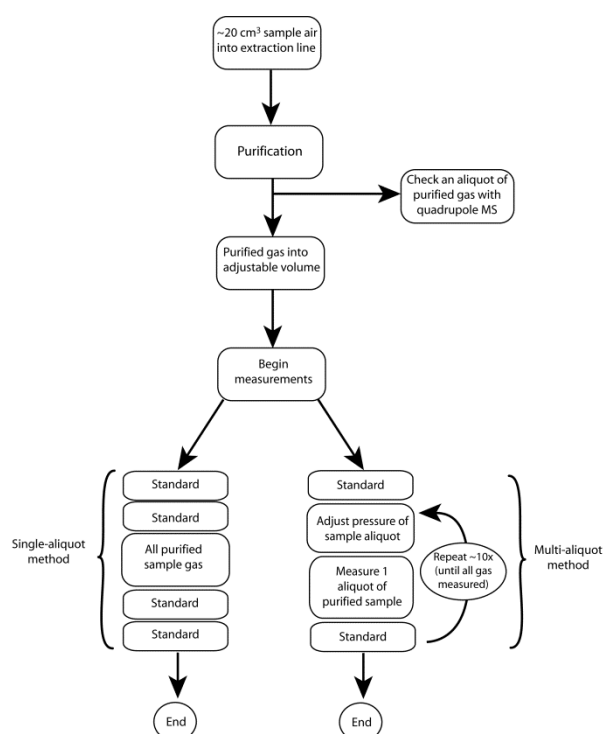 ~20 cm³ sample air
into extraction line
Purification
Check an aliquot of
purified gas with
quadrupole MS
Purified gas into
adjustable volume
Begin
measurements
Single-aliquot
method
Standard
Standard
All purified
sample gas
Standard
Standard
End
Standard
Adjust pressure of
sample aliquot
Measure 1
aliquot of
purified sample
Standard
Repeat ~10x
(until all gas
measured)
Multi-aliquot
method
End